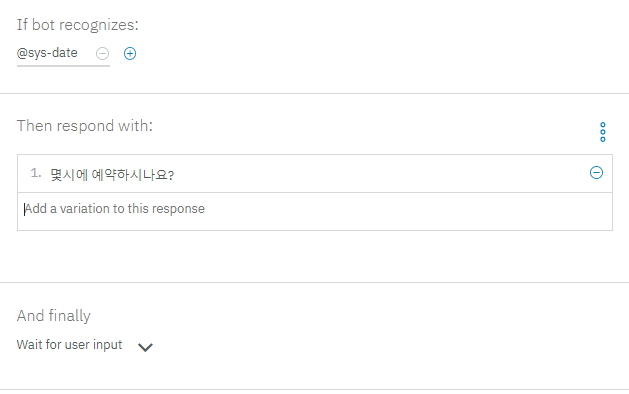 If bot recognizes:
@sys-date
Then respond with:
1. 몇시에 예약하시나요?
Add a variation to this response
And finally
Wait for user input